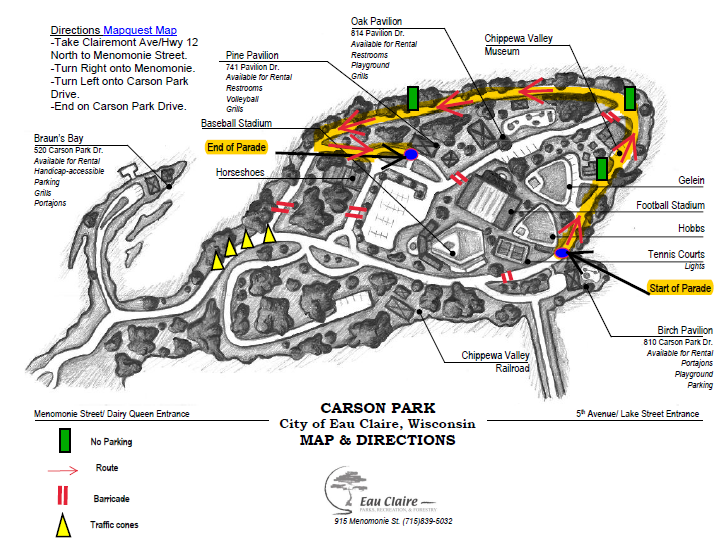 Directions Mapquest Map
-Take Clairemont Ave/Hwy 12
North to Menomonie Street.
-Turn Right onto Menomonie.
-Turn Left onto Carson Park
Drive.
-End on Carson Park Drive.
Oak Pavilion
814 Pavilion Dr.
Available for Rental
Restrooms
Playground
Grills
Chippewa Valley
Museum
Pine Pavilion
741 Pavilion Dr.
Available for Rental
Restrooms
Volleyball
Grills
Baseball Stadium
End of Parade
Horseshoes
Braun's Bay
520 Carson Park Dr.
Available for Rental
Handicap-accessible
Parking
Grills
Portajons
Gelein
Football Stadium
Hobbs
Tennis Courts
Lights
Start of Parade
Birch Pavilion
810 Carson Park Dr.
Available for Rental
Portajons
Playground
Parking
Chippewa Valley
Railroad
Menomonie Street/ Dairy Queen Entrance
CARSON PARK
City of Eau Claire, Wisconsin
MAP & DIRECTIONS
5th Avenue/ Lake Street Entrance
No Parking
Route
Barricade
Traffic cones
Eau Claire
PARKS, RECREATION, & FORESTRY
915 Menomonie St. (715)839-5032